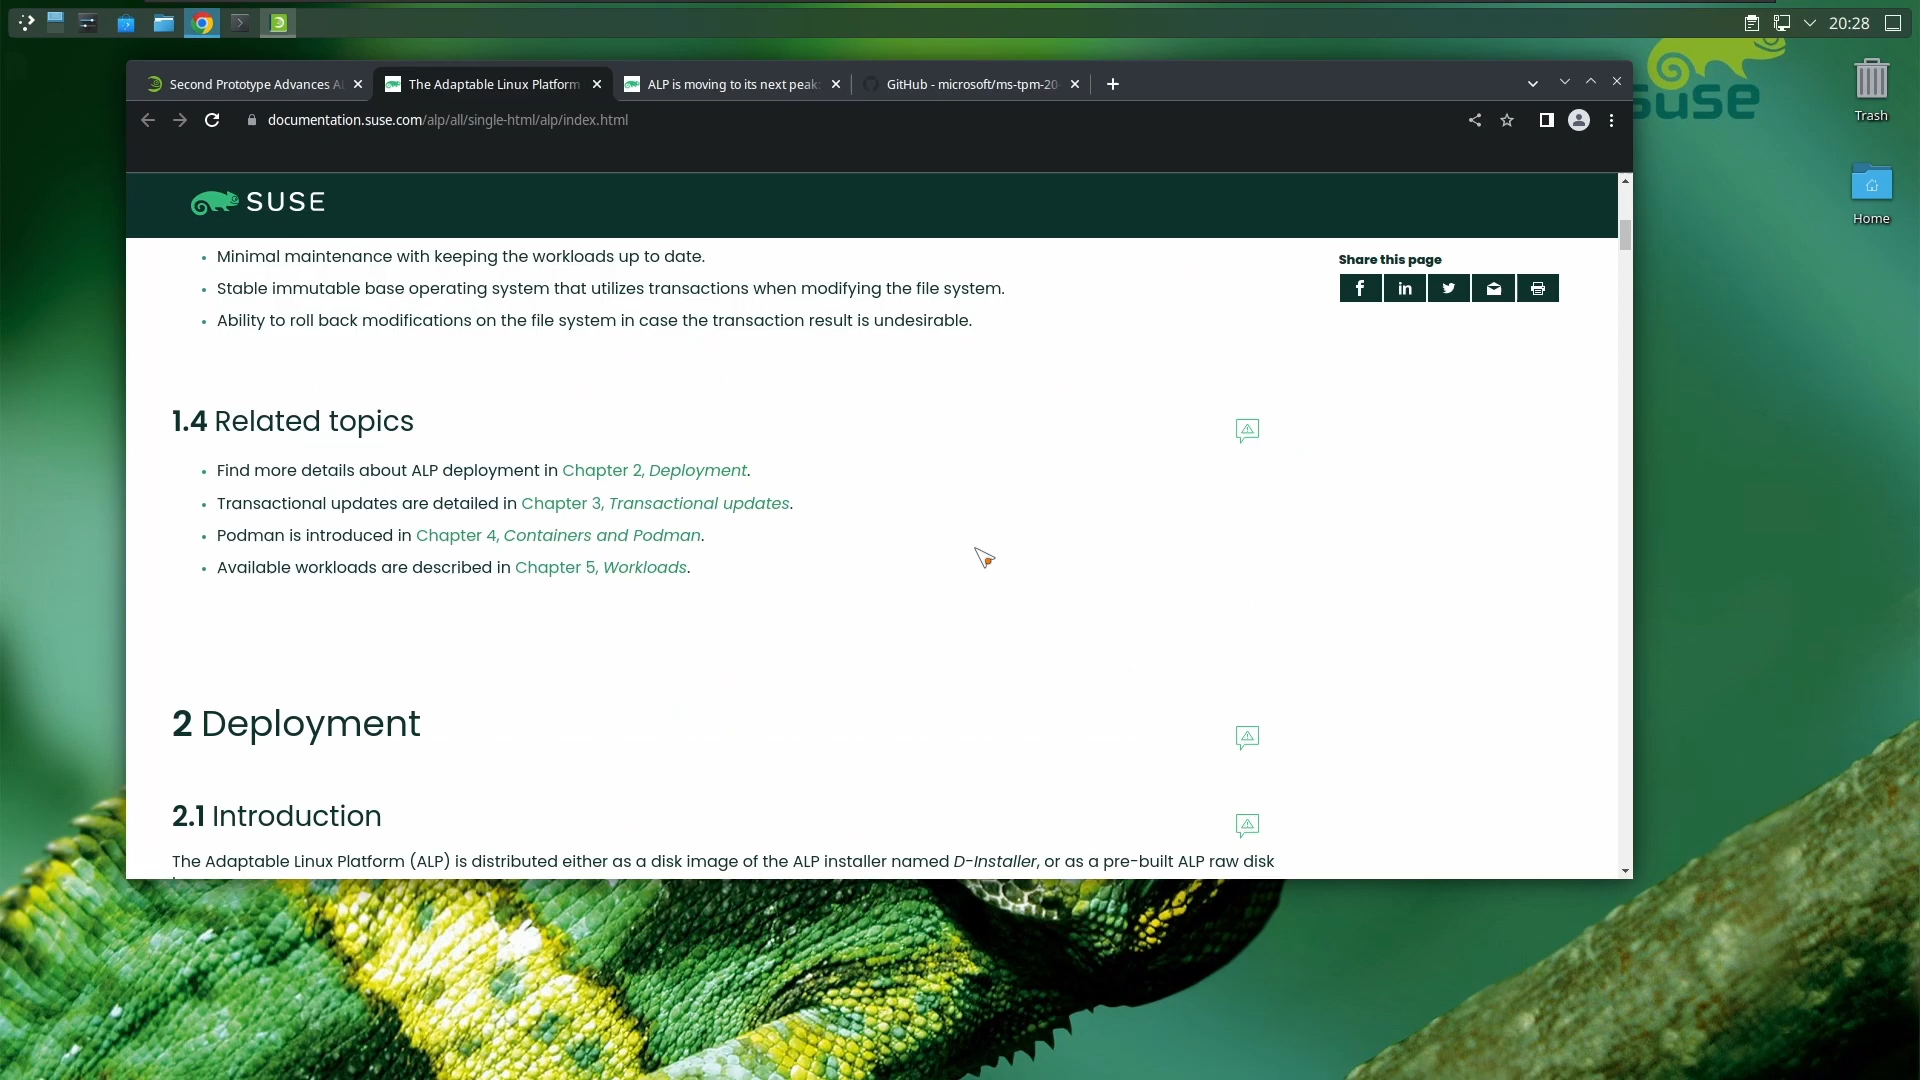 20:28
Second Prototype Advances AL
The Adaptable Linux Platform
ALP is moving to its next peak:
GitHub - microsoft/ms-tpm-20-
documentation.suse.com/alp/all/single-html/alp/index.html
suse
Trash
Home
SUSE
Share this page
• Minimal maintenance with keeping the workloads up to date.
• Stable immutable base operating system that utilizes transactions when modifying the file system.
• Ability to roll back modifications on the file system in case the transaction result is undesirable.
1.4 Related topics
• Find more details about ALP deployment in Chapter 2, Deployment.
• Transactional updates are detailed in Chapter 3, Transactional updates.
• Podman is introduced in Chapter 4, Containers and Podman.
• Available workloads are described in Chapter 5, Workloads.
2 Deployment
2.1 Introduction
The Adaptable Linux Platform (ALP) is distributed either as a disk image of the ALP installer named D-Installer, or as a pre-built ALP raw disk